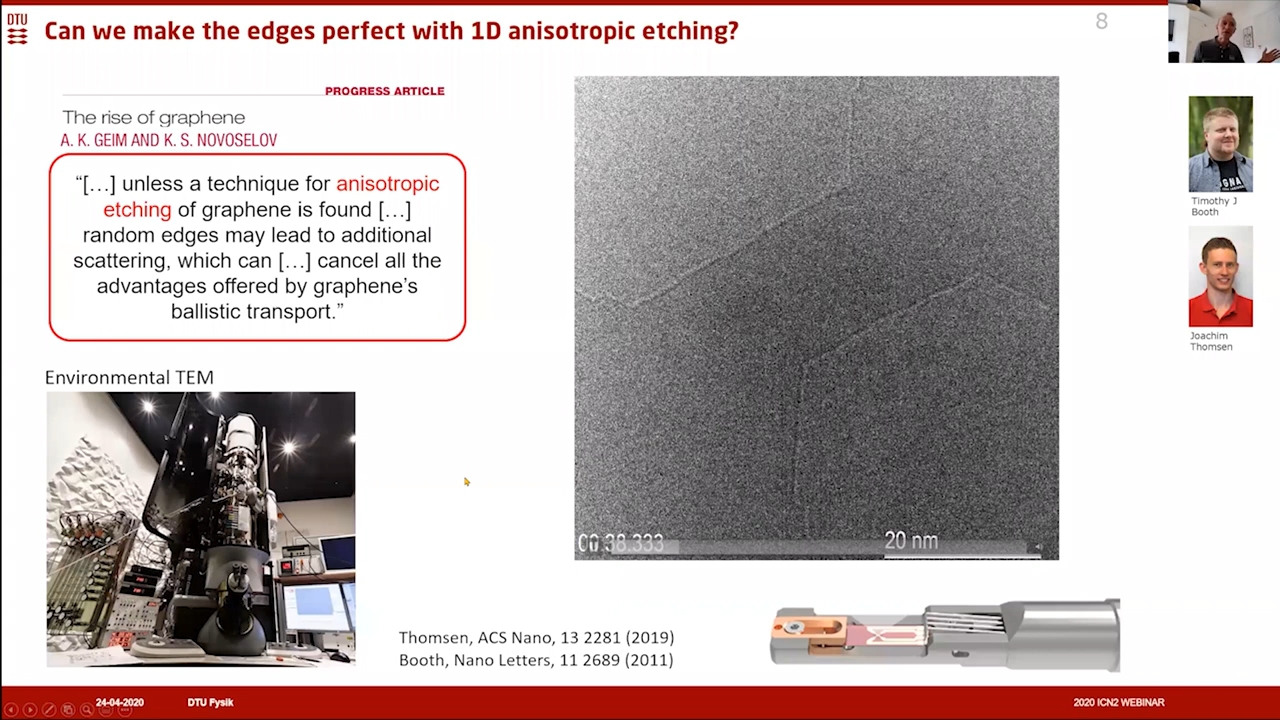 DTU
Can we make the edges perfect with 1D anisotropic etching?
8
PROGRESS ARTICLE
The rise of graphene
A. K. GEIM AND K. S. NOVOSELOV
“[…] unless a technique for anisotropic
etching of graphene is found […]
random edges may lead to additional
scattering, which can […] cancel all the
advantages offered by graphene’s
ballistic transport.”
Timothy J
Booth
Joachim
Thomsen
Environmental TEM
20 nm
Thomsen, ACS Nano, 13 2281 (2019)
Booth, Nano Letters, 11 2689 (2011)
24-04-2020
DTU Fysik
2020 ICN2 WEBINAR